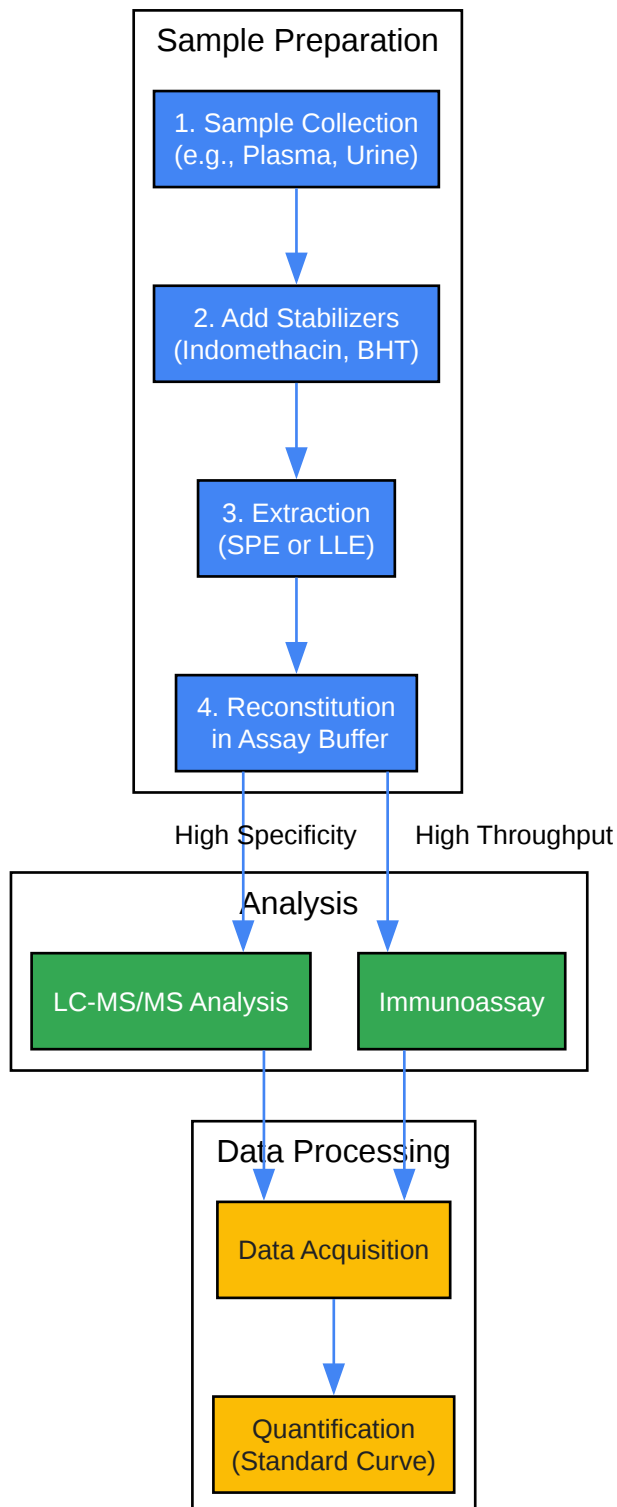 Sample Preparation
1. Sample Collection
(e.g., Plasma, Urine)
2. Add Stabilizers
(Indomethacin, BHT)
3. Extraction
(SPE or LLE)
4. Reconstitution
in Assay Buffer
High Specificity
High Throughput
Analysis
LC-MS/MS Analysis
Immunoassay
Data Processing
Data Acquisition
Quantification
(Standard Curve)